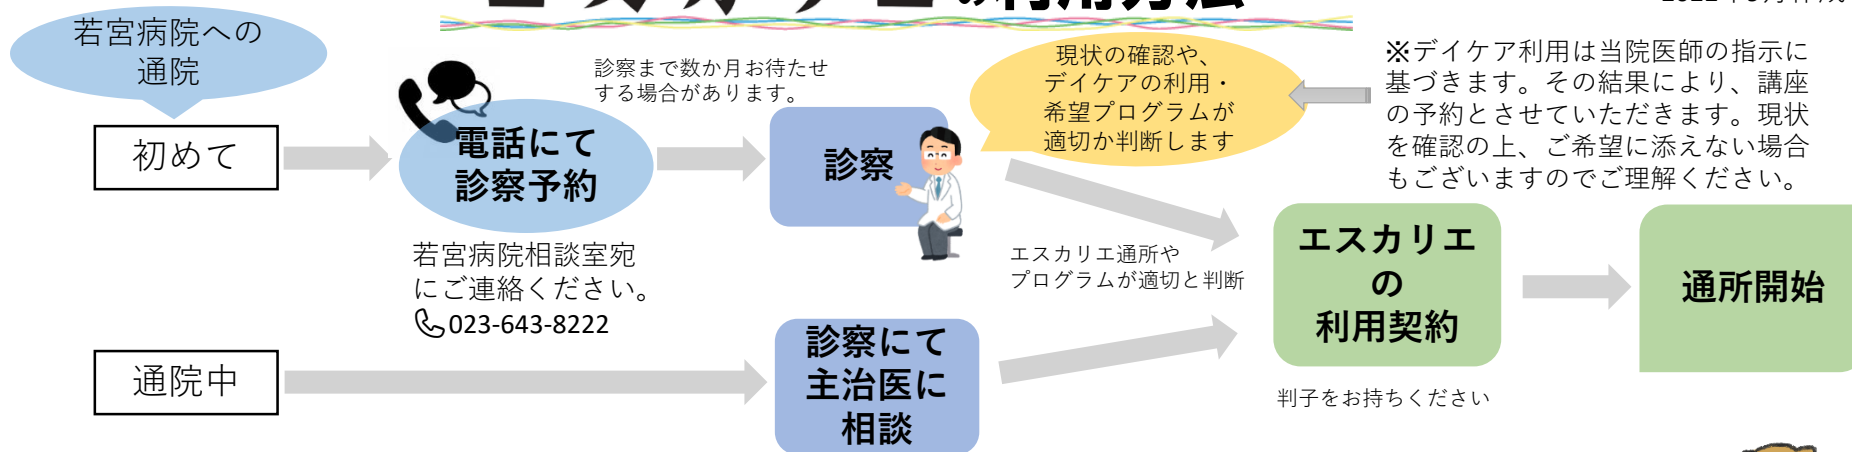 の利用方法
若宮病院への
通院
初めて
電話にて
診察予約
若宮病院相談室宛
にご連絡ください。
023-643-8222
診察まで数か月お待たせ
する場合があります。
診察
現状の確認や、
デイケアの利用・
希望プログラムが
適切か判断します
※デイケア利用は当院医師の指示に
基づきます。その結果により、講座
の予約とさせていただきます。現状
を確認の上、ご希望に添えない場合
もございますのでご理解ください。
エスカリエ通所や
プログラムが適切と判断
通院中
診察にて
主治医に
相談
エスカリエ
の
利用契約
判子をお持ちください
通所開始